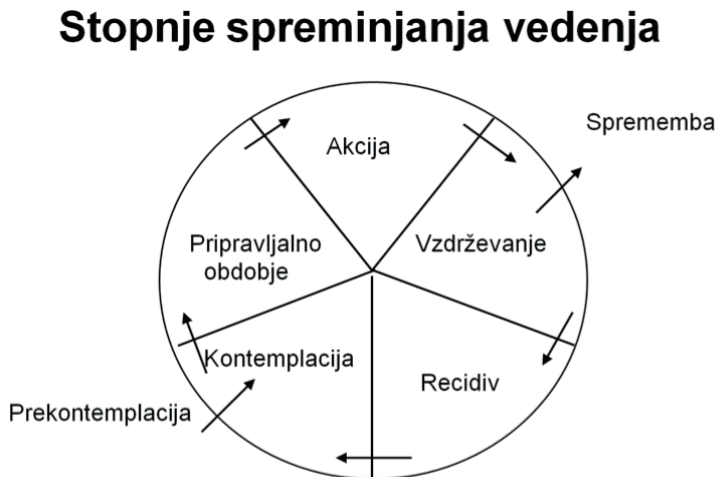 Stopnje spreminjanja vedenja
Sprememba
Akcija
Pripravljalno
obdobje
Vzdrževanje
Kontemplacija
Recidiv
Prekontemplacija